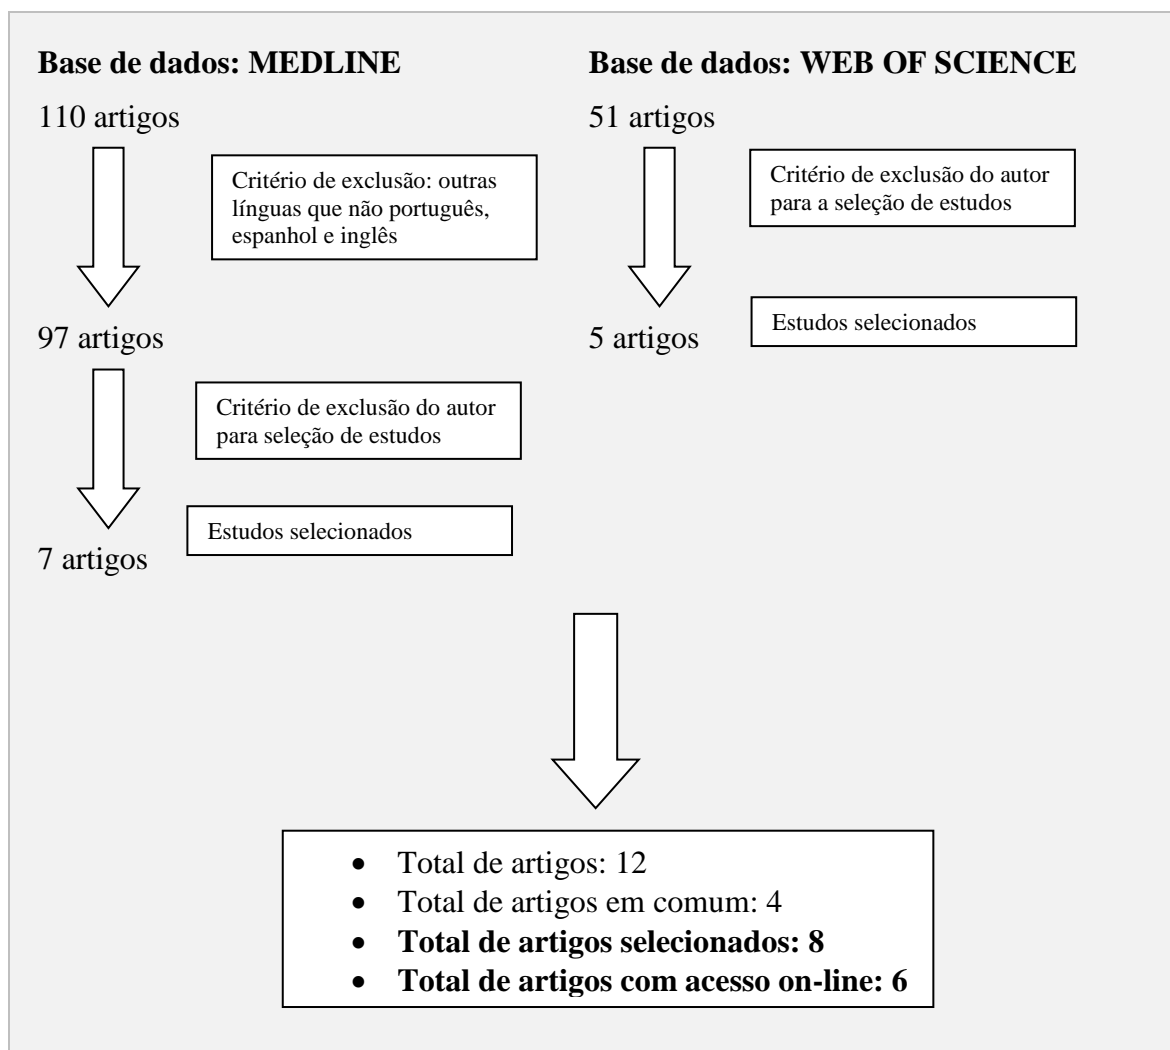 Base de dados: MEDLINE
110 artigos
Critério de exclusão: outras
línguas que não português,
espanhol e inglês
97 artigos
Critério de exclusão do autor
para seleção de estudos
Estudos selecionados
7 artigos
Base de dados: WEB OF SCIENCE
51 artigos
Critério de exclusão do autor
para a seleção de estudos
Estudos selecionados
5 artigos
• Total de artigos: 12
• Total de artigos em comum: 4
• Total de artigos selecionados: 8
• Total de artigos com acesso on-line: 6